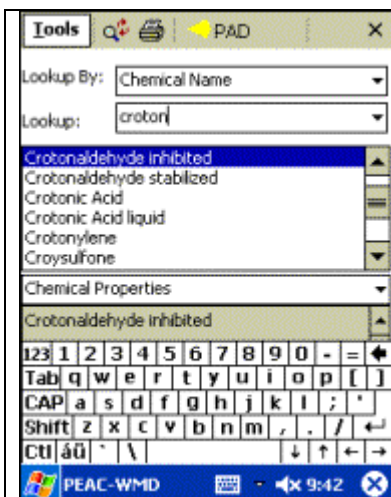 Tools PAD ×
Lookup By: Chemical Name
Lookup: croton
Crotonaldehyde inhibited
Crotonaldehyde stabilized
Crotonic Acid
Crotonic Acid liquid
Crotonylene
Croysulfone
Chemical Properties
Crotonaldehyde inhibited
123 1 2 3 4 5 6 7 8 9 0 - =
Tab q w e r t y u i o p [ ]
CAP a s d f g h j k l ; '
Shift z x c v b n m , . /
Ctl áü ` \
PEAC-WMD 9:42